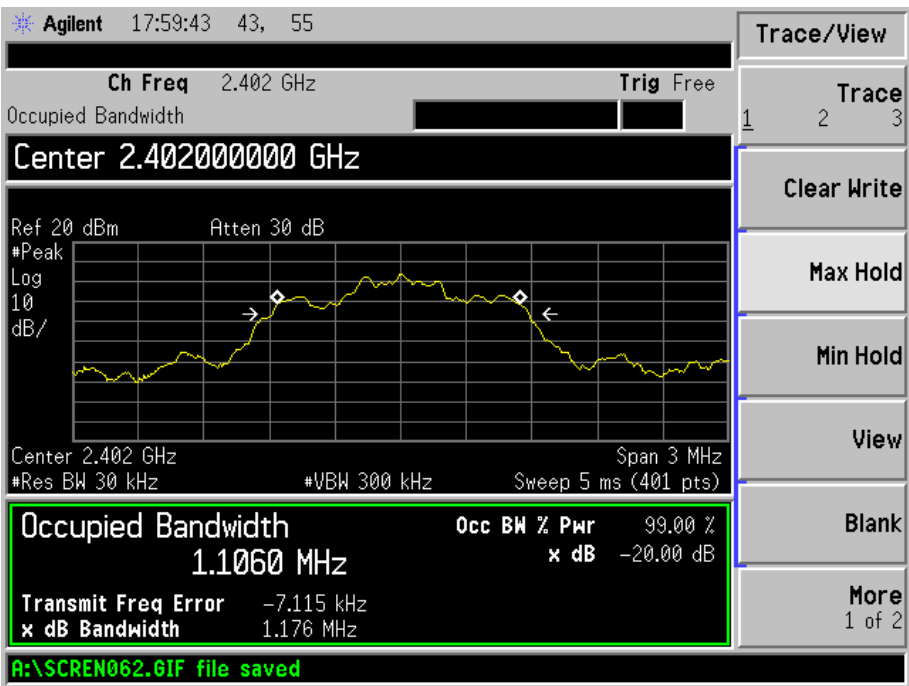 Agilent 17:59:43 43, 55
Trace/View
Ch Freq 2.402 GHz Trig Free
Occupied Bandwidth
Trace
1 2 3
Center 2.402000000 GHz
Clear Write
Ref 20 dBm Atten 30 dB
#Peak
Log
10
dB/
Max Hold
Min Hold
View
Center 2.402 GHz Span 3 MHz
#Res BW 30 kHz #VBW 300 kHz Sweep 5 ms (401 pts)
Blank
Occupied Bandwidth
1.1060 MHz
Occ BW % Pwr 99.00 %
x dB -20.00 dB
Transmit Freq Error -7.115 kHz
x dB Bandwidth 1.176 MHz
More
1 of 2
A:\SCREN062.GIF file saved